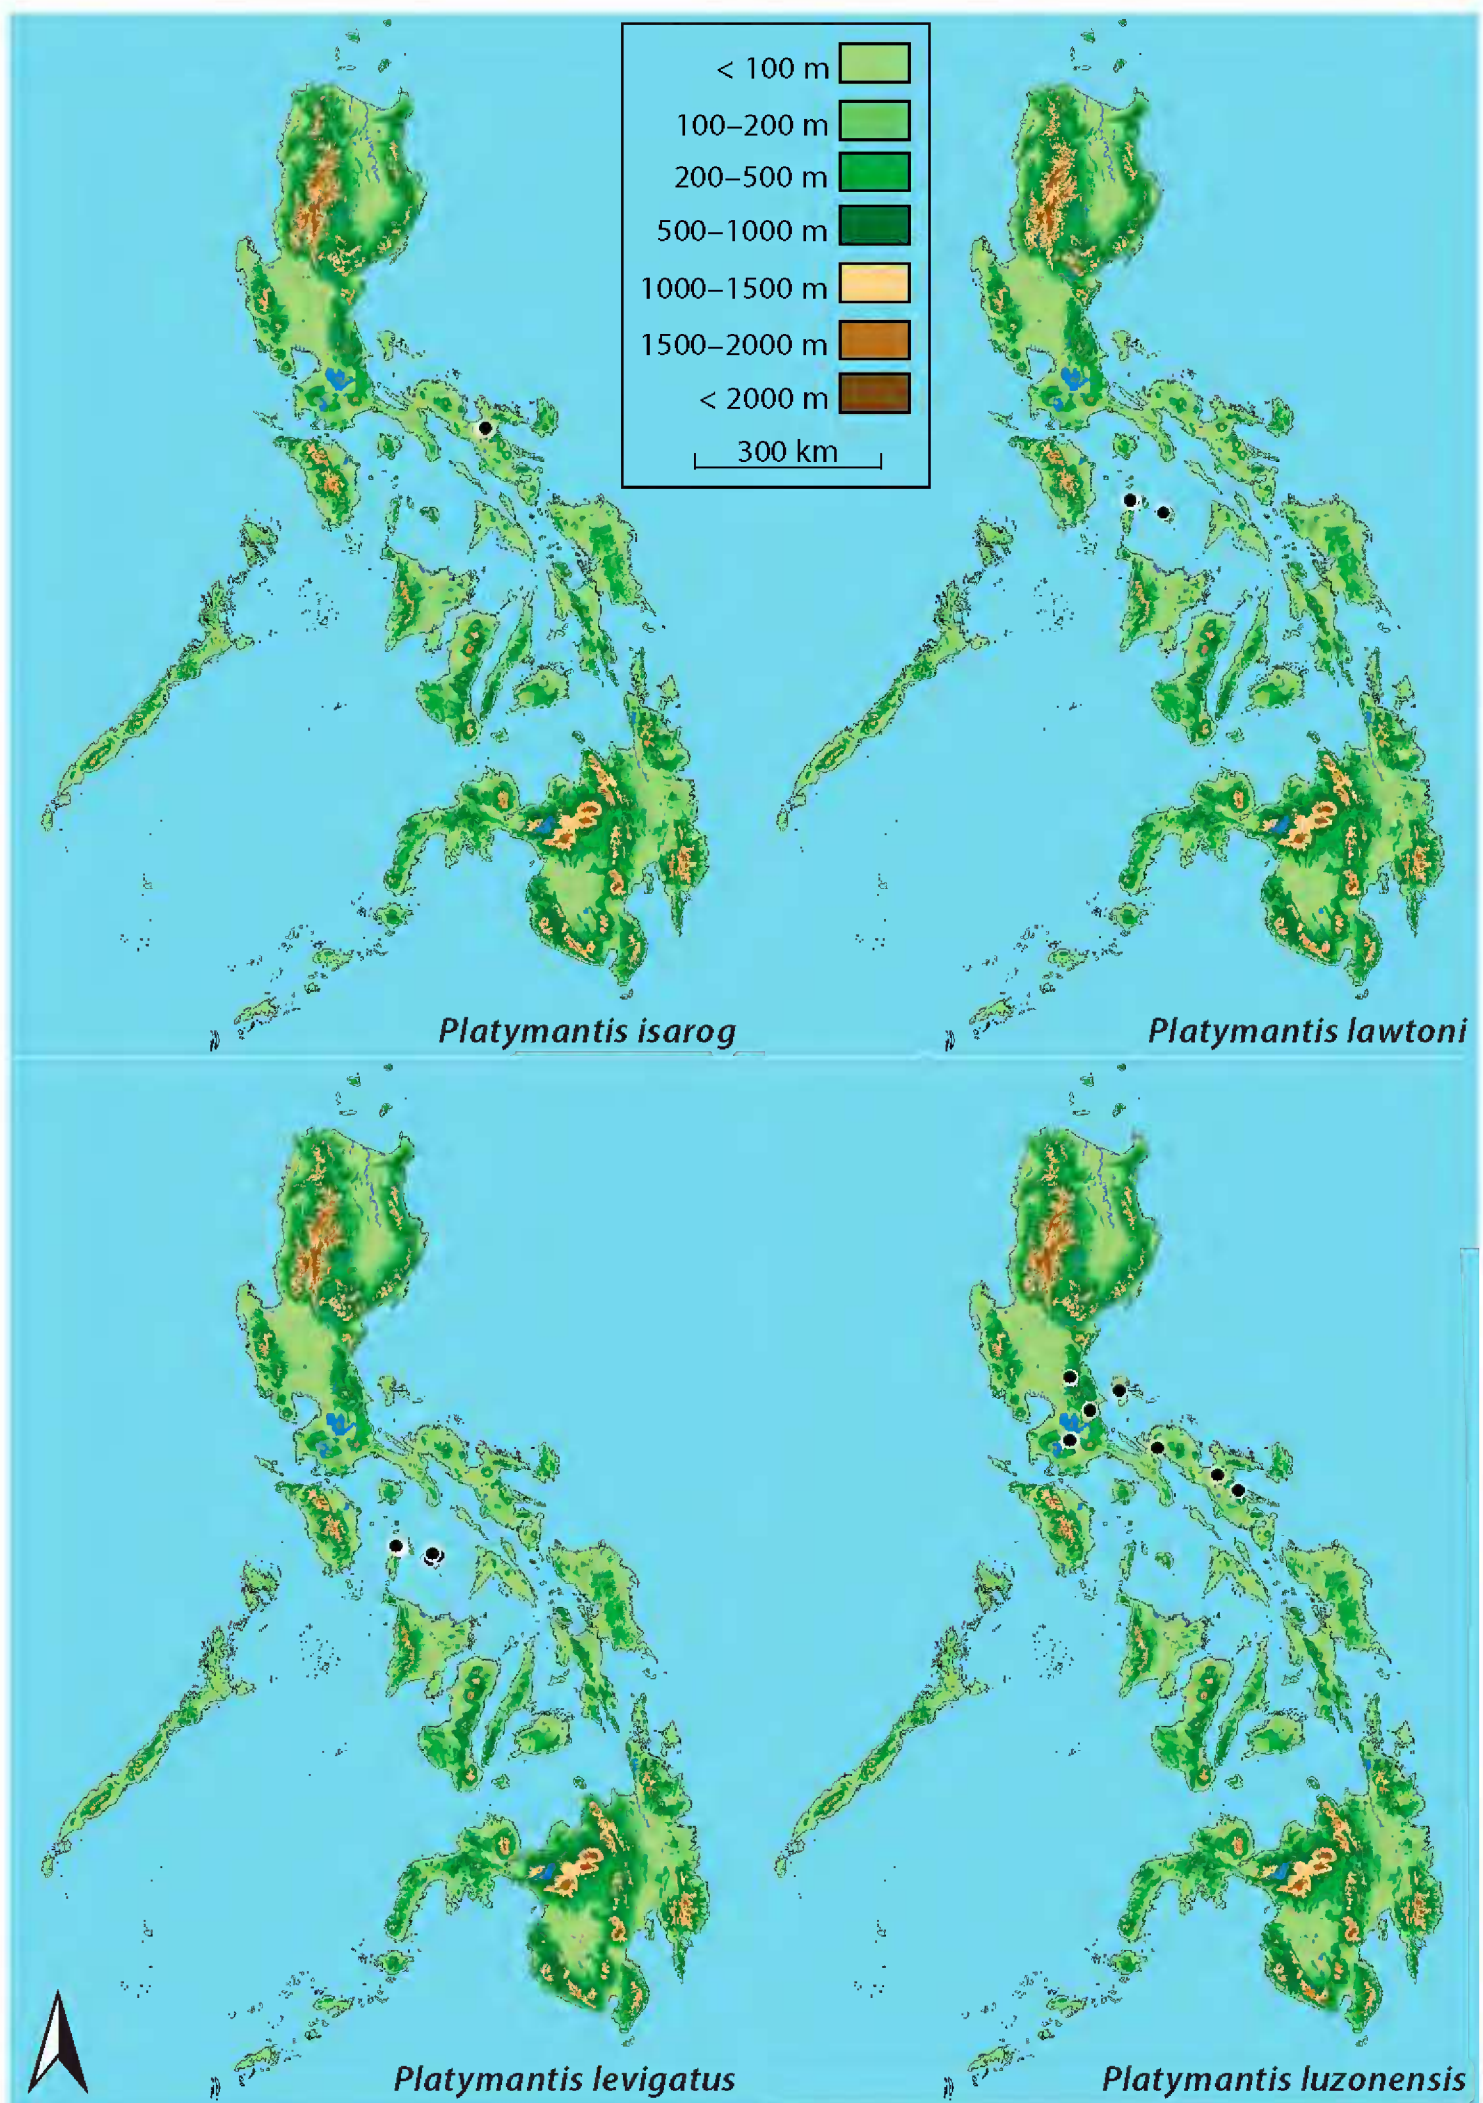 < 100 m
100–200 m
200–500 m
500–1000 m
1000–1500 m
1500–2000 m
< 2000 m
300 km
Platymantis isarog
Platymantis lawtoni
Platymantis levigatus
Platymantis luzonensis